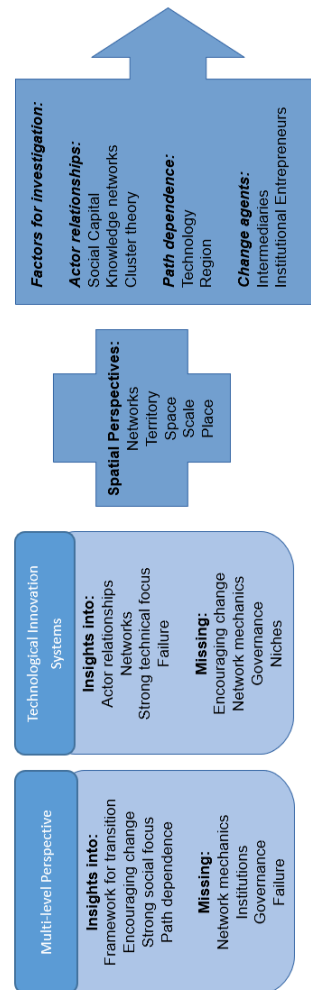 Multi-level Perspective
Insights into:
Framework for transition
Encouraging change
Strong social focus
Path dependence
Missing:
Network mechanics
Institutions
Governance
Failure
Technological Innovation
Systems
Insights into:
Actor relationships
Networks
Strong technical focus
Failure
Missing:
Encouraging change
Network mechanics
Governance
Niches
Spatial Perspectives:
Networks
Territory
Space
Scale
Place
Factors for investigation:
Actor relationships:
Social Capital
Knowledge networks
Cluster theory
Path dependence:
Technology
Region
Change agents:
Intermediaries
Institutional Entrepreneurs